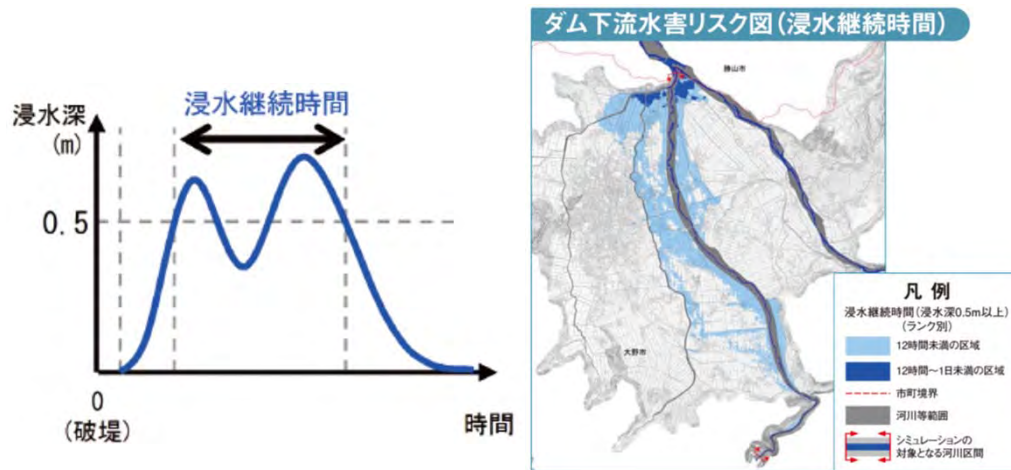 浸水深
(m)
浸水継続時間
0.5
0
(破堤)
時間
ダム下流水害リスク図(浸水継続時間)
勝山市
大野市
凡 例
浸水継続時間(浸水深0.5m以上)
(ランク別)
12時間未満の区域
12時間～1日未満の区域
市町境界
河川等範囲
シミュレーションの
対象となる河川区間